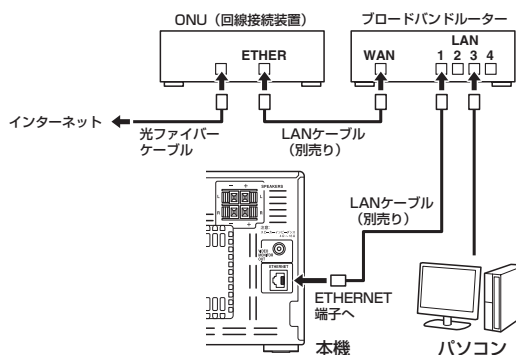 ONU（回線接続装置）
ブロードバンドルーター
ETHER
WAN
LAN
1 2 3 4
インターネット
光ファイバー
ケーブル
LANケーブル
（別売り）
LANケーブル
（別売り）
SPEAKERS
L
R
L
R
VIDEO
MONITOR
OUT
ETHERNET
ETHERNET
端子へ
本機
パソコン